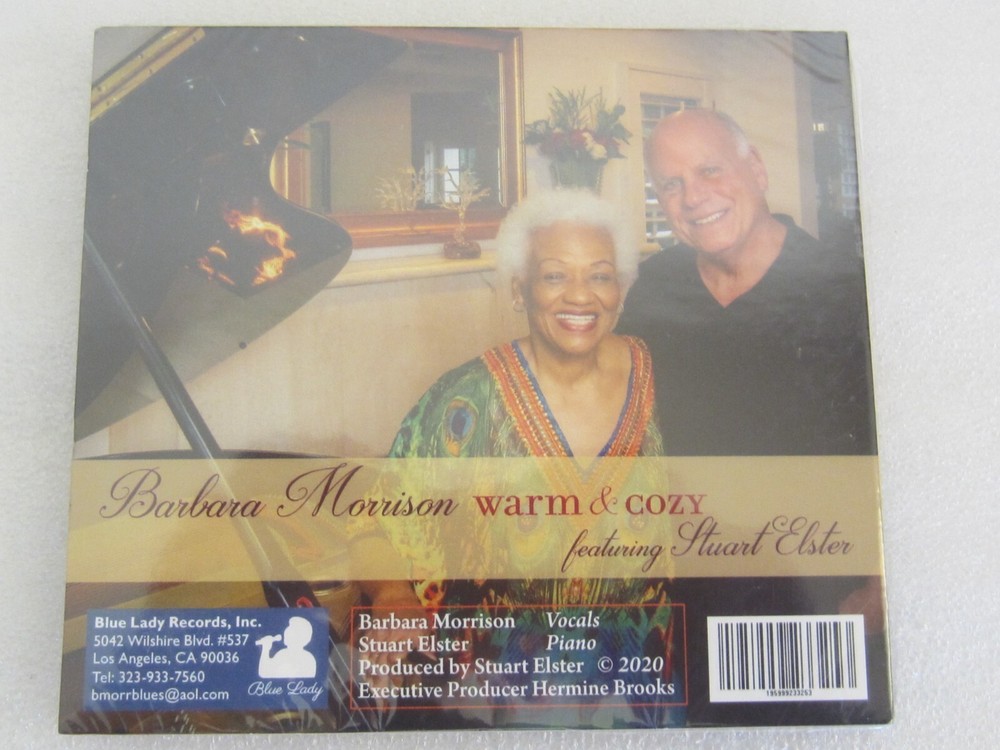 Barbara Morrison warm & cozy
featuring Stuart Elster
Blue Lady Records, Inc.
5042 Wilshire Blvd. #537
Los Angeles, CA 90036
Tel: 323-933-7560
bmorrblues@aol.com
Blue Lady
Barbara Morrison Vocals
Stuart Elster Piano
Produced by Stuart Elster © 2020
Executive Producer Hermine Brooks
195999233253